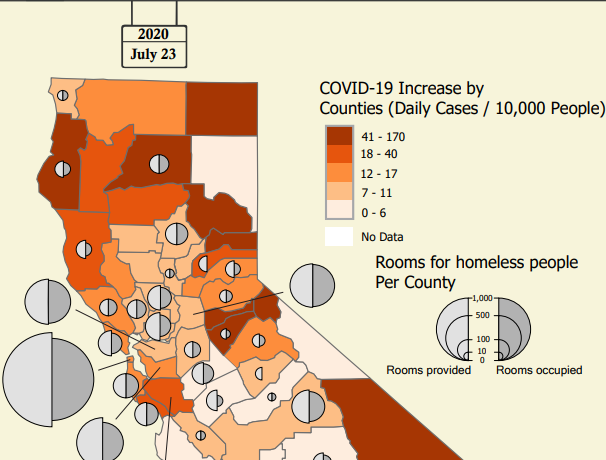 2020
July 23
COVID-19 Increase by
Counties (Daily Cases / 10,000 People)
41 - 170
18 - 40
12 - 17
7 - 11
0 - 6
No Data
Rooms for homeless people
Per County
1,000
500
100
10
0
Rooms provided Rooms occupied